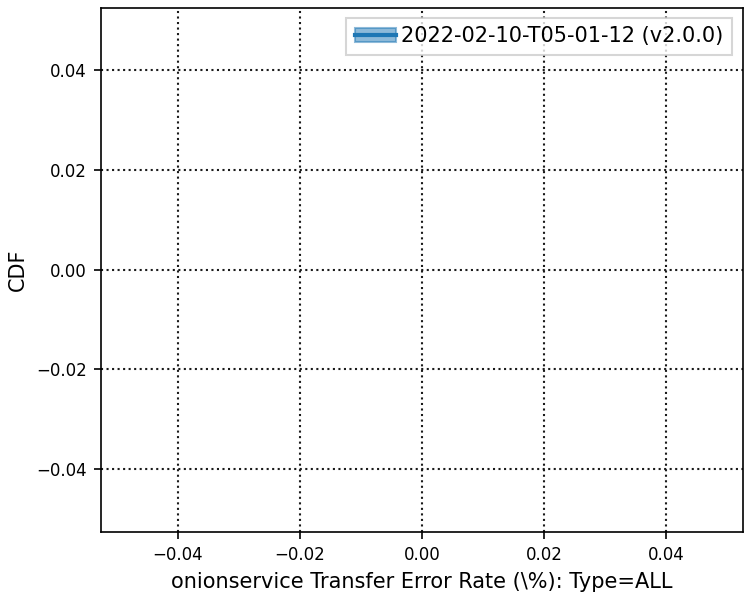 2022-02-10-T05-01-12 (v2.0.0)
0.04
0.02
0.00
−0.02
−0.04
CDF
−0.04 −0.02 0.00 0.02 0.04
onionservice Transfer Error Rate (\%): Type=ALL